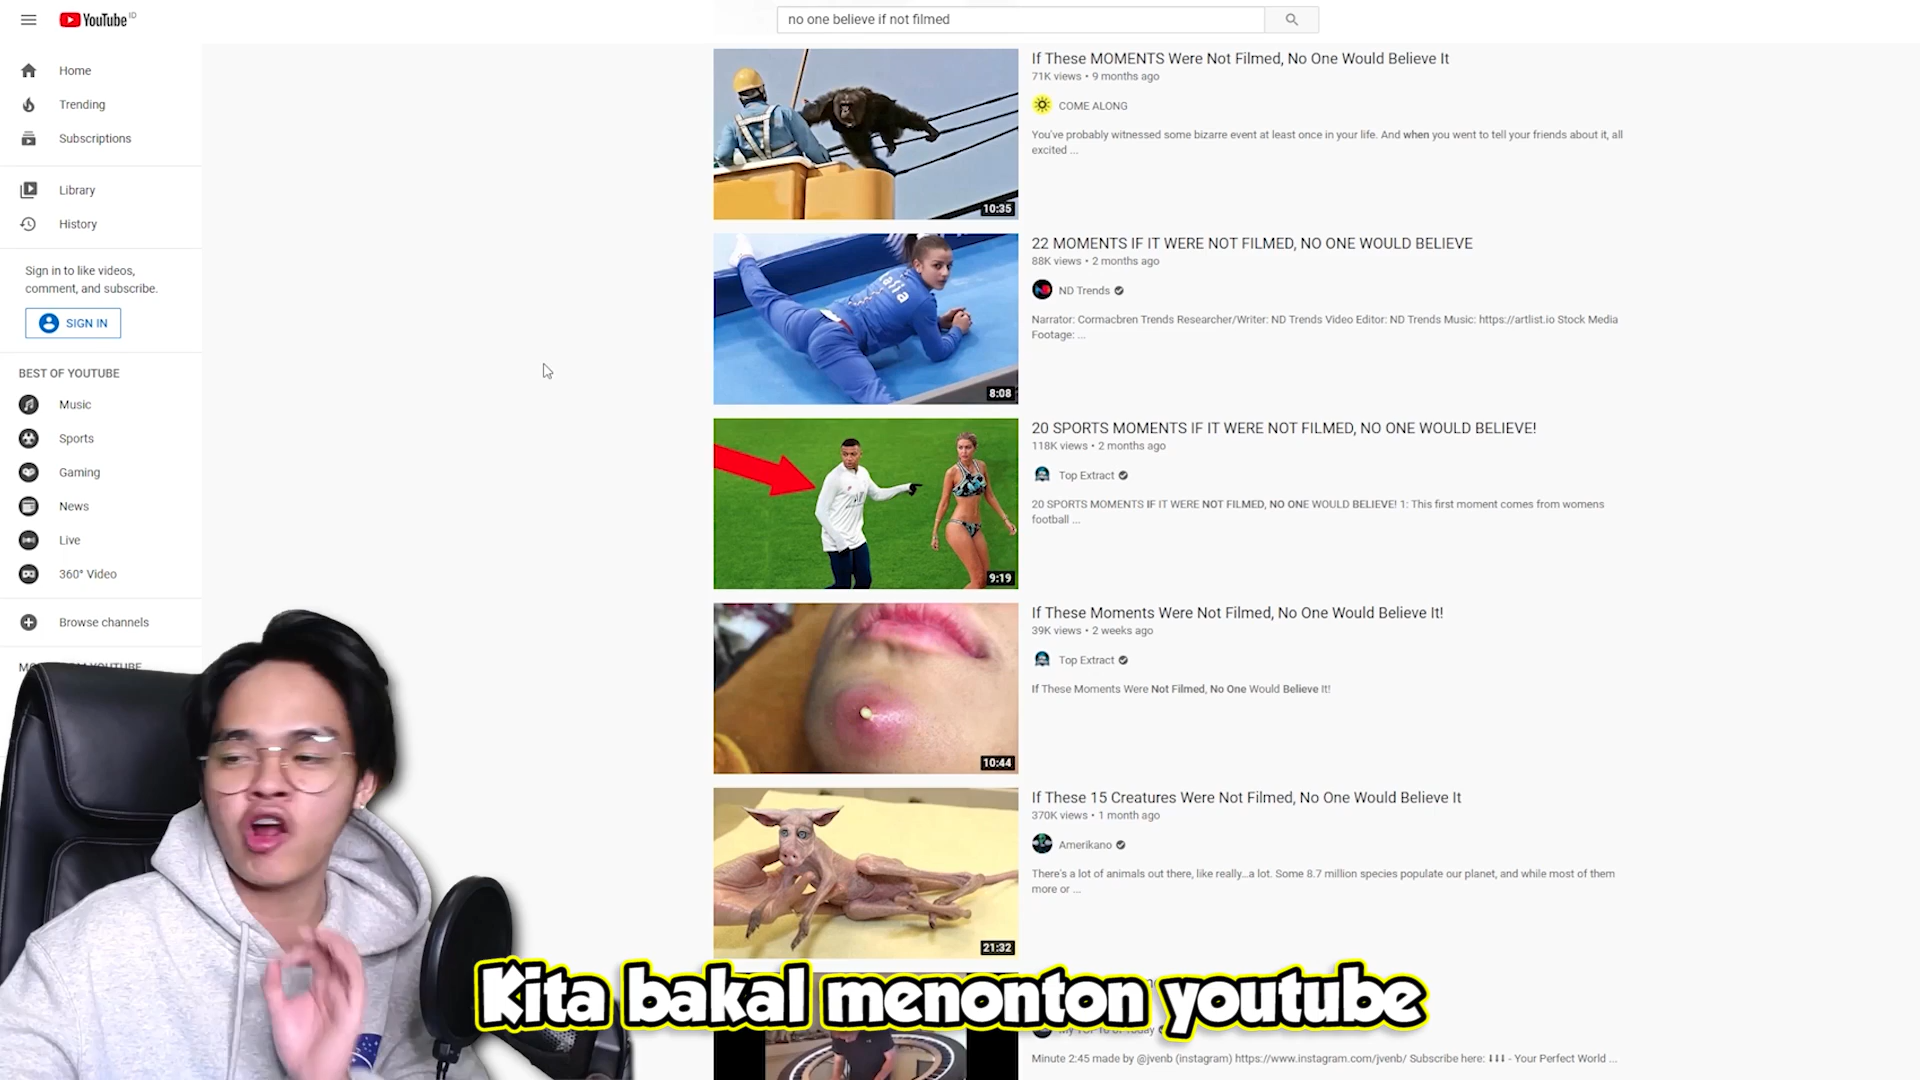 YouTube ID
no one believe if not filmed
Home
Trending
Subscriptions
Library
History
Sign in to like videos,
comment, and subscribe.
SIGN IN
BEST OF YOUTUBE
Music
Sports
Gaming
News
Live
360° Video
Browse channels
YOUTUBE
If These MOMENTS Were Not Filmed, No One Would Believe It
71K views • 9 months ago
COME ALONG
You've probably witnessed some bizarre event at least once in your life. And when you went to tell your friends about it, all
excited ...
10:35
22 MOMENTS IF IT WERE NOT FILMED, NO ONE WOULD BELIEVE
88K views • 2 months ago
ND Trends
Narrator: Cormacbren Trends Researcher/Writer: ND Trends Video Editor: ND Trends Music: https://artlist.io Stock Media
Footage: ...
8:08
20 SPORTS MOMENTS IF IT WERE NOT FILMED, NO ONE WOULD BELIEVE!
118K views • 2 months ago
Top Extract
20 SPORTS MOMENTS IF IT WERE NOT FILMED, NO ONE WOULD BELIEVE! 1: This first moment comes from womens
football ...
9:19
If These Moments Were Not Filmed, No One Would Believe It!
39K views • 2 weeks ago
Top Extract
If These Moments Were Not Filmed, No One Would Believe It!
10:44
If These 15 Creatures Were Not Filmed, No One Would Believe It
370K views • 1 month ago
Amerikano
There's a lot of animals out there, like really...a lot. Some 8.7 million species populate our planet, and while most of them
more or ...
21:32
Kita bakal menonton youtube
My TOP 10 of Today
Minute 2:45 made by @jvenb (instagram) https://www.instagram.com/jvenb/ Subscribe here: ⬇⬇⬇ - Your Perfect World ...